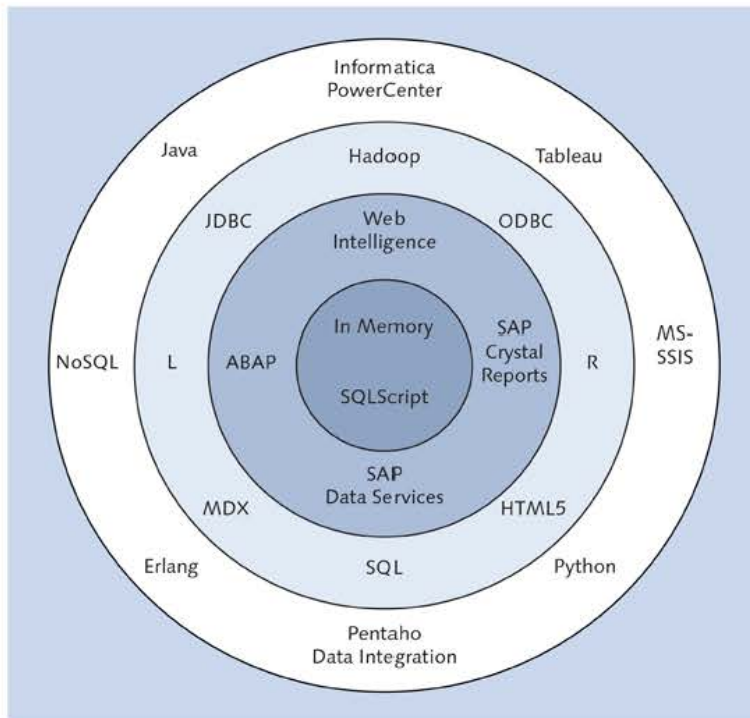 Informatica
PowerCenter
Java
Hadoop
Tableau
JDBC
Web
Intelligence
ODBC
NoSQL
L
ABAP
In Memory
SQLScript
SAP
Crystal
Reports
R
MS-
SSIS
MDX
SAP
Data Services
HTML5
Erlang
SQL
Python
Pentaho
Data Integration